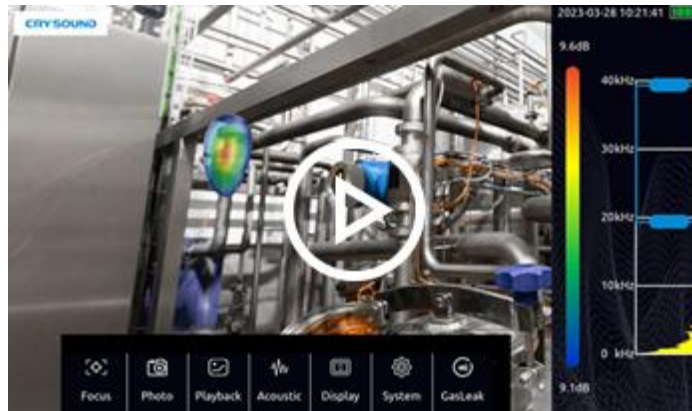 CRYSOUND
2023-03-28 10:21:41
9.6dB
40kHz
30kHz
20kHz
10kHz
0 kHz
9.1dB
Focus
Photo
Playback
Acoustic
Display
System
GasLeak